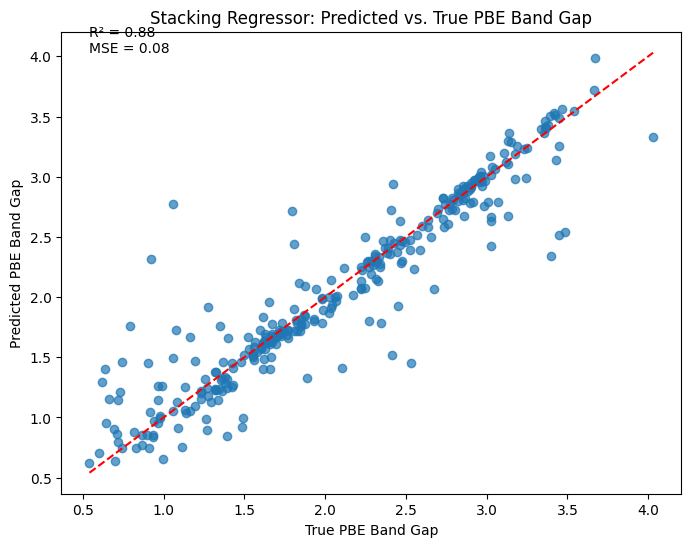 Stacking Regressor: Predicted vs. True PBE Band Gap
R² = 0.88
MSE = 0.08
4.0
3.5
3.0
2.5
2.0
1.5
1.0
0.5
Predicted PBE Band Gap
0.5 1.0 1.5 2.0 2.5 3.0 3.5 4.0
True PBE Band Gap